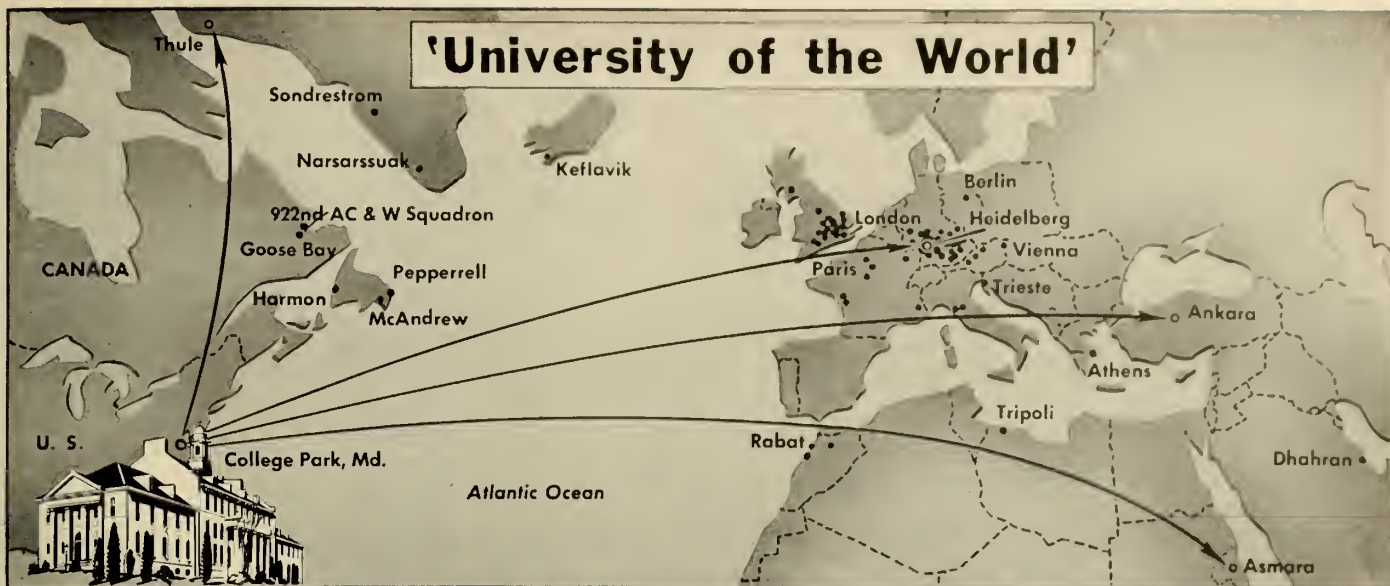 'University of the World'
Thule
Sondrestrom
Narsarssuak
Keflavik
922nd AC & W Squadron
Goose Bay
CANADA
Pepperrell
Harmon
McAndrew
Berlin
London
Heidelberg
Paris
Vienna
Trieste
Ankara
Athens
Tripoli
Rabat
Dhahran
U. S.
College Park, Md.
Atlantic Ocean
Asmara